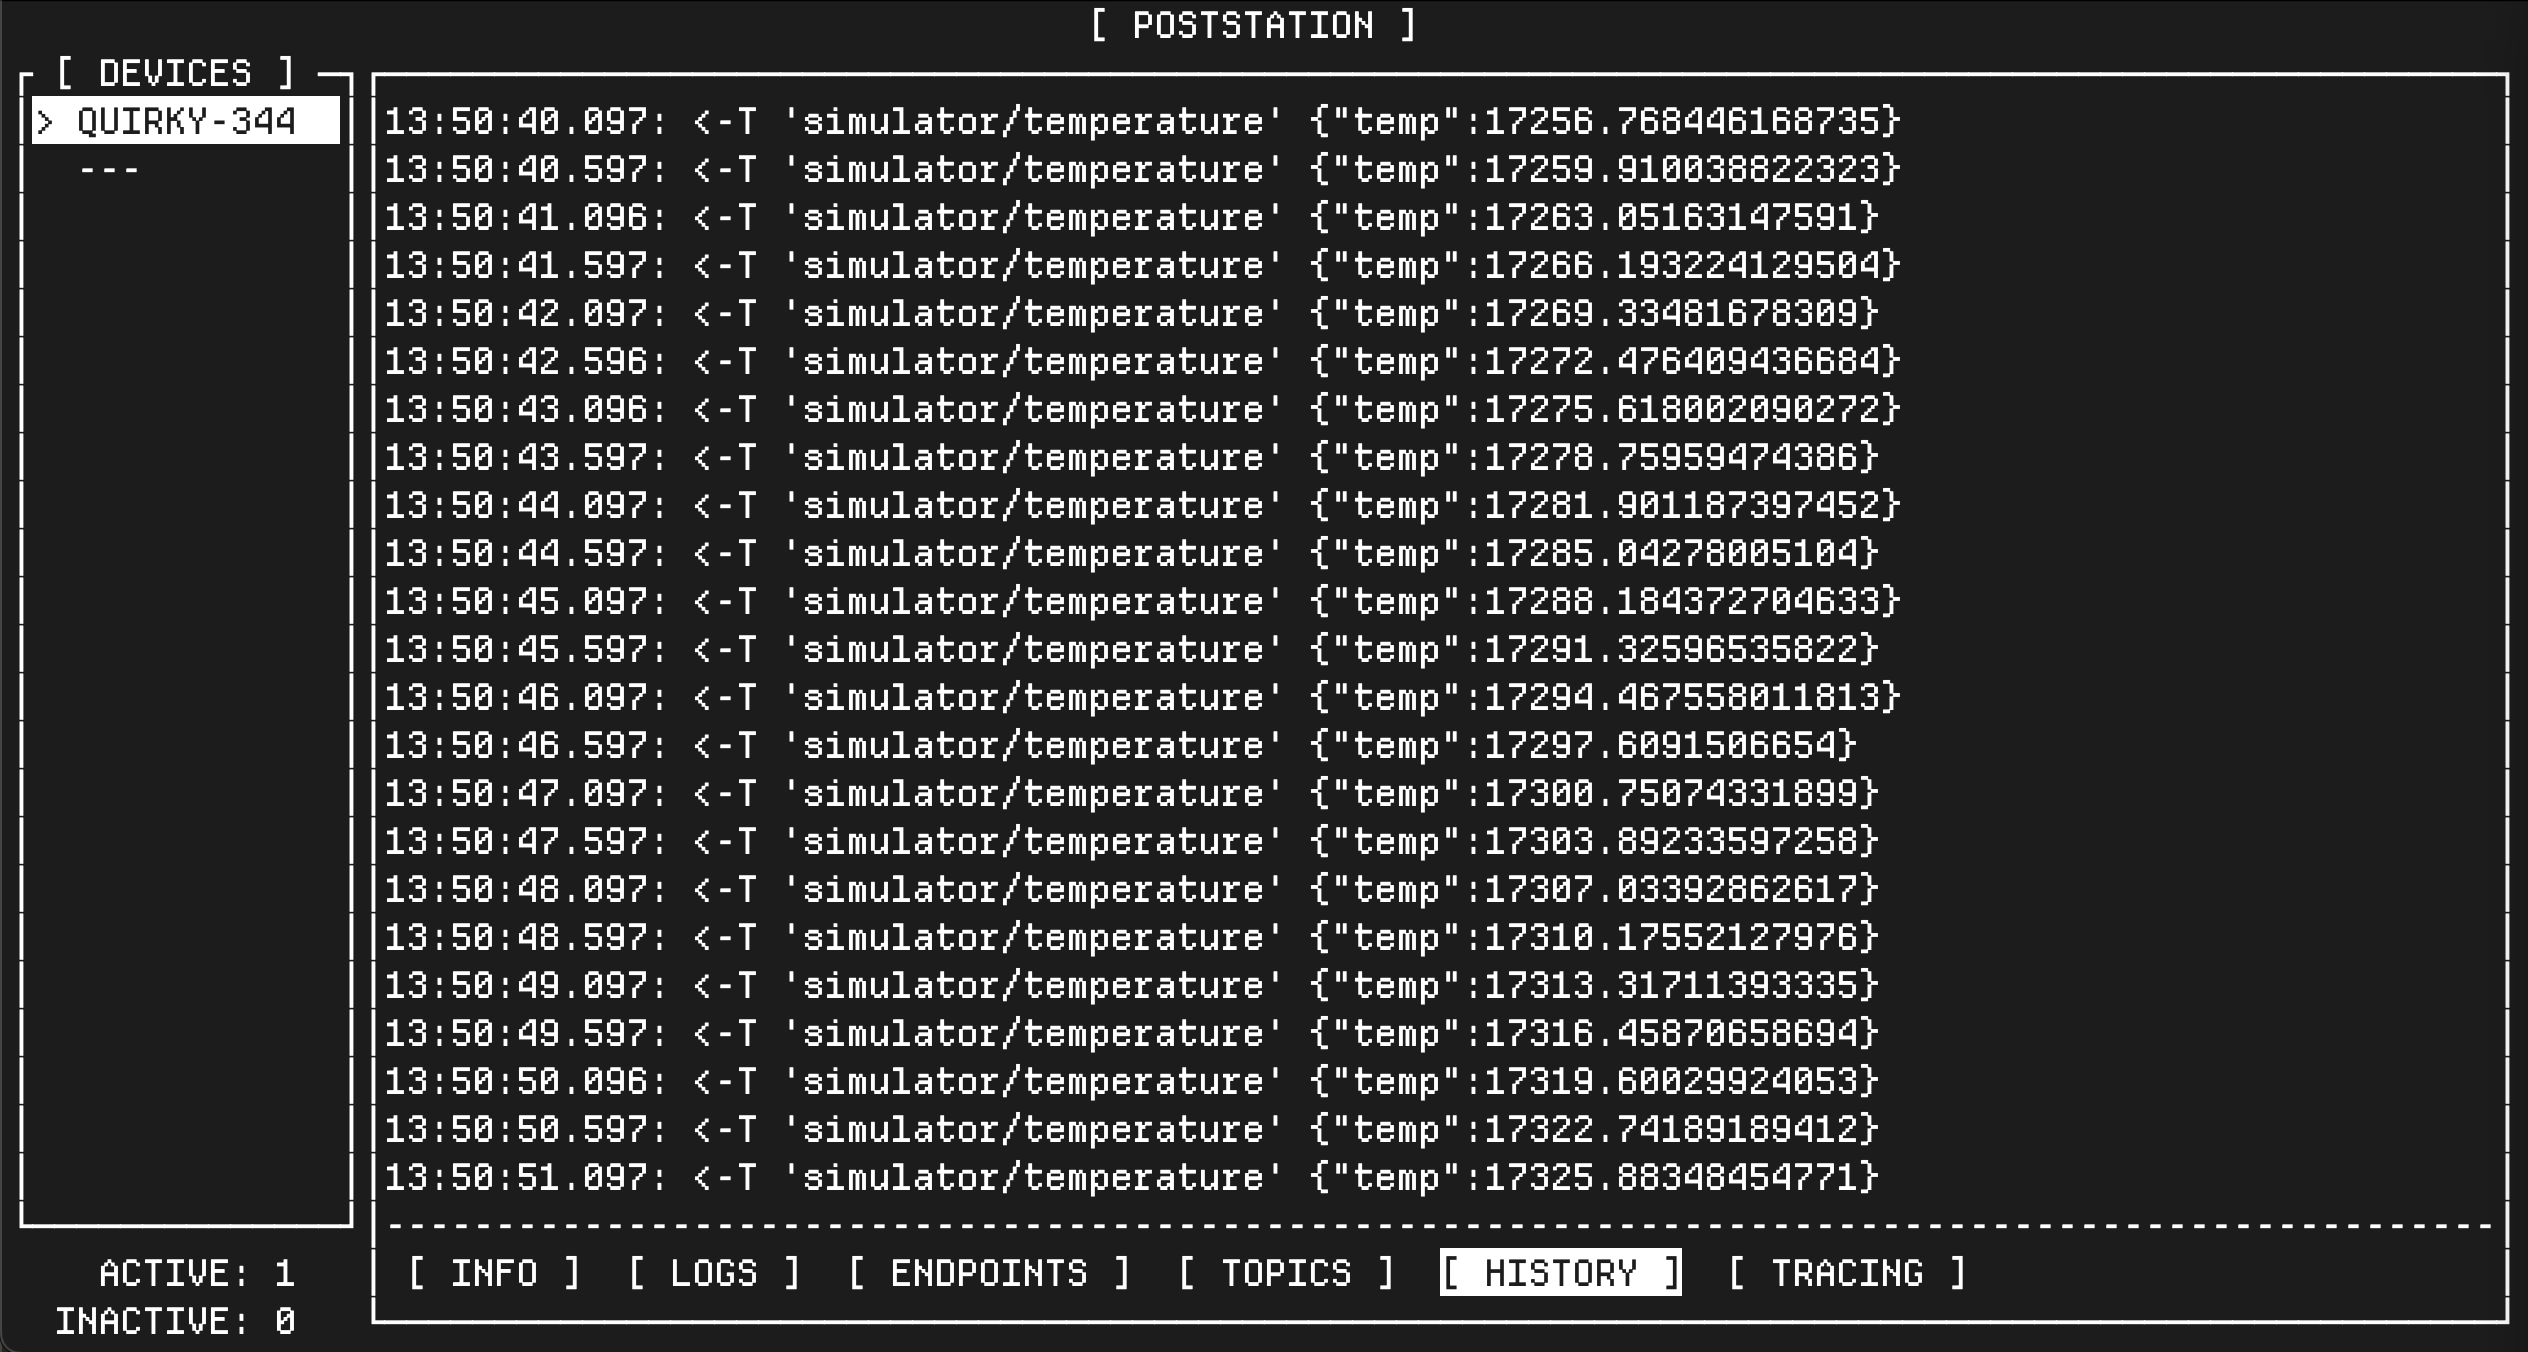 [ POSTSTATION ]
[ DEVICES ]
> QUIRKY-344
---
13:50:40.097: <-T 'simulator/temperature' {"temp":17256.768446168735}
13:50:40.597: <-T 'simulator/temperature' {"temp":17259.910038822323}
13:50:41.096: <-T 'simulator/temperature' {"temp":17263.05163147591}
13:50:41.597: <-T 'simulator/temperature' {"temp":17266.193224129504}
13:50:42.097: <-T 'simulator/temperature' {"temp":17269.33481678309}
13:50:42.596: <-T 'simulator/temperature' {"temp":17272.476409436684}
13:50:43.096: <-T 'simulator/temperature' {"temp":17275.618002090272}
13:50:43.597: <-T 'simulator/temperature' {"temp":17278.75959474386}
13:50:44.097: <-T 'simulator/temperature' {"temp":17281.901187397452}
13:50:44.597: <-T 'simulator/temperature' {"temp":17285.04278005104}
13:50:45.097: <-T 'simulator/temperature' {"temp":17288.184372704633}
13:50:45.597: <-T 'simulator/temperature' {"temp":17291.32596535822}
13:50:46.097: <-T 'simulator/temperature' {"temp":17294.467558011813}
13:50:46.597: <-T 'simulator/temperature' {"temp":17297.6091506654}
13:50:47.097: <-T 'simulator/temperature' {"temp":17300.75074331899}
13:50:47.597: <-T 'simulator/temperature' {"temp":17303.89233597258}
13:50:48.097: <-T 'simulator/temperature' {"temp":17307.03392862617}
13:50:48.597: <-T 'simulator/temperature' {"temp":17310.17552127976}
13:50:49.097: <-T 'simulator/temperature' {"temp":17313.31711393335}
13:50:49.597: <-T 'simulator/temperature' {"temp":17316.45870658694}
13:50:50.096: <-T 'simulator/temperature' {"temp":17319.60029924053}
13:50:50.597: <-T 'simulator/temperature' {"temp":17322.74189189412}
13:50:51.097: <-T 'simulator/temperature' {"temp":17325.88348454771}
[ INFO ] [ LOGS ] [ ENDPOINTS ] [ TOPICS ] [ HISTORY ] [ TRACING ]
ACTIVE: 1
INACTIVE: 0